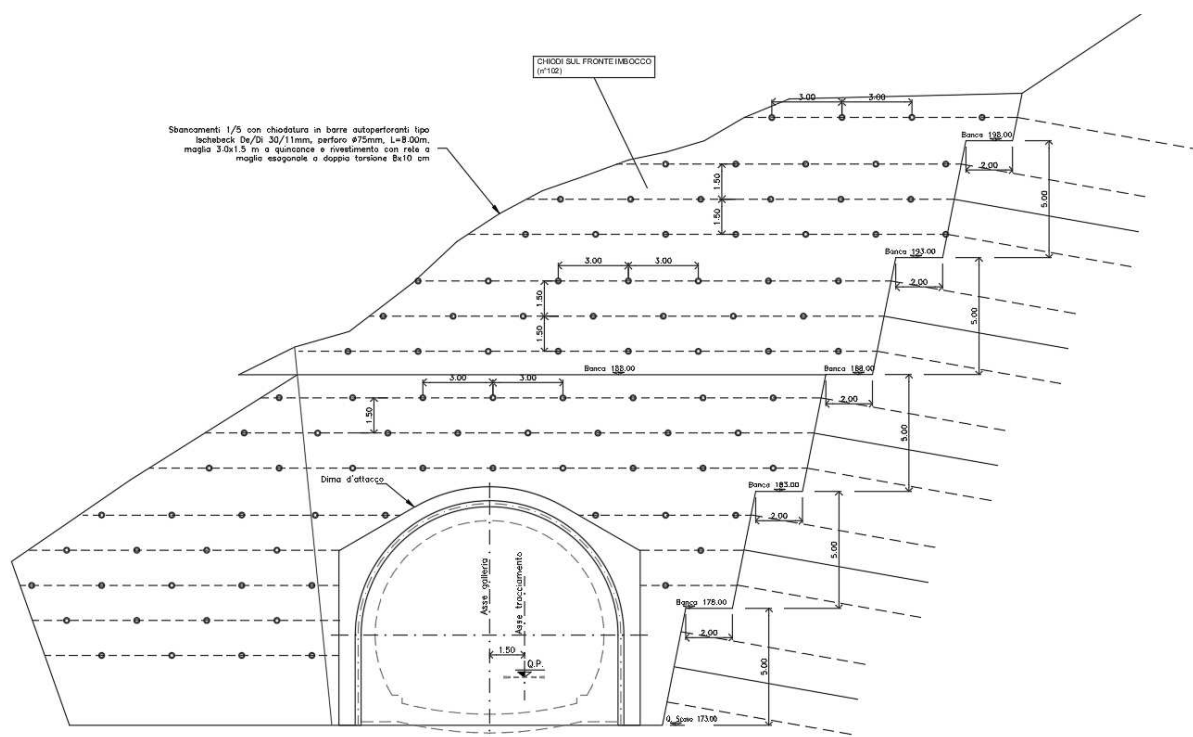 CHIODI SUL FRONTE IMBOCCO
(n°102)
Sbancamenti 1/5 con chiodatura in barre autoperforanti tipo
Ischebeck De/Di 30/11mm, perforo ⌀75mm, L=8.00m,
maglia 3.0x1.5 m a quinconce e rivestimento con rete a
maglia esagonale a doppia torsione 8x10 cm
3.00
3.00
Banca 198.00
2.00
1.50
1.50
5.00
Banca 193.00
3.00
3.00
2.00
1.50
1.50
5.00
Banca 188.00
Banca 188.00
3.00
3.00
2.00
1.50
5.00
Dima d'attacco
Banca 183.00
2.00
5.00
Asse galleria
Asse tracciamento
Banca 178.00
2.00
1.50
Q.P.
5.00
Q. Scavo 173.00